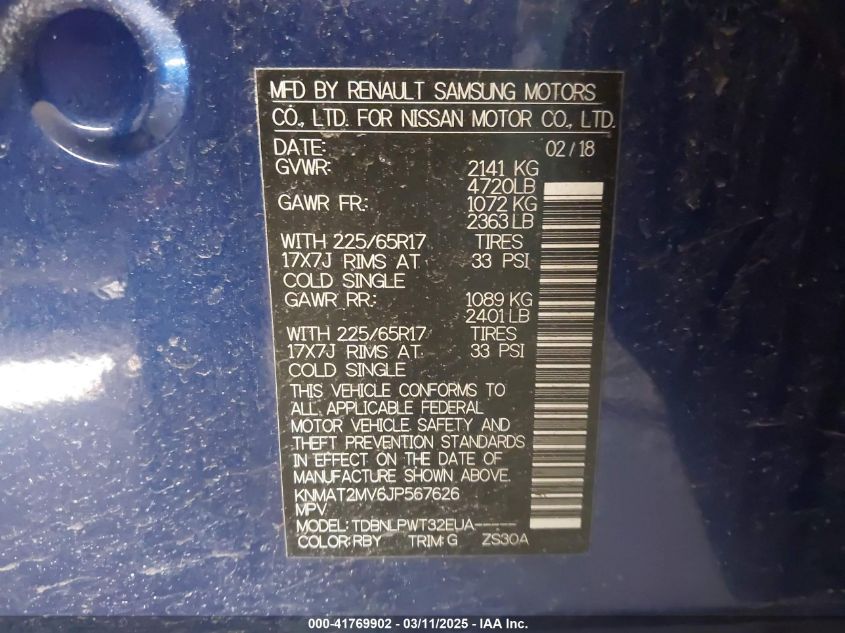 MFD BY RENAULT SAMSUNG MOTORS
CO., LTD. FOR NISSAN MOTOR CO., LTD.
DATE: 02/18
GVWR: 2141 KG
4720LB
GAWR FR: 1072 KG
2363LB
WITH 225/65R17 TIRES
17X7J RIMS AT 33 PSI
COLD SINGLE
GAWR RR: 1089 KG
2401LB
WITH 225/65R17 TIRES
17X7J RIMS AT 33 PSI
COLD SINGLE
THIS VEHICLE CONFORMS TO
ALL APPLICABLE FEDERAL
MOTOR VEHICLE SAFETY AND
THEFT PREVENTION STANDARDS
IN EFFECT ON THE DATE OF
MANUFACTURE SHOWN ABOVE.
KNMAT2MV6JP567626
MPV
MODEL: TDBNLPWT32EUA-----
COLOR: RBY TRIM: G ZS30A
000-41769902 - 03/11/2025 - IAA Inc.